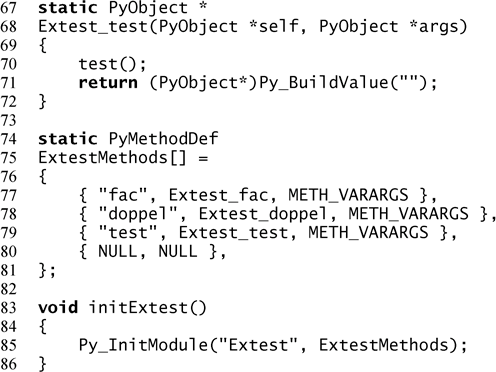 67 static PyObject *
68 Extest_test(PyObject *self, PyObject *args)
69 {
70     test();
71     return (PyObject*)Py_BuildValue("");
72 }
73
74 static PyMethodDef
75 ExtestMethods[] =
76 {
77     { "fac", Extest_fac, METH_VARARGS },
78     { "doppel", Extest_doppel, METH_VARARGS },
79     { "test", Extest_test, METH_VARARGS },
80     { NULL, NULL },
81 };
82
83 void initExtest()
84 {
85     Py_InitModule("Extest", ExtestMethods);
86 }